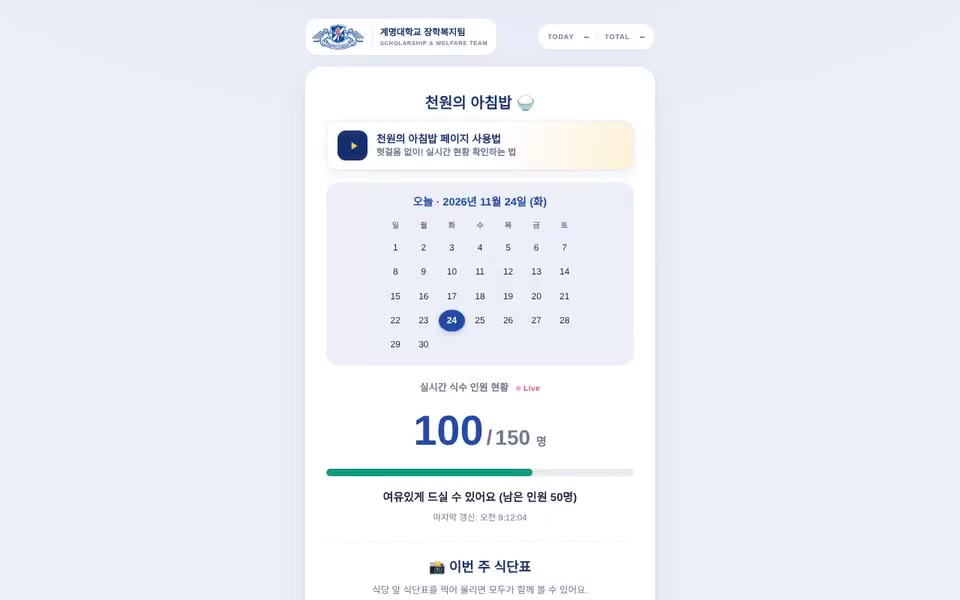 계명대학교 장학복지팀
SCHOLARSHIP & WELFARE TEAM
TODAY – TOTAL –
천원의 아침밥
천원의 아침밥 페이지 사용법
헛걸음 없이! 실시간 현황 확인하는 법
오늘 · 2026년 11월 24일 (화)
일 월 화 수 목 금 토
1 2 3 4 5 6 7
8 9 10 11 12 13 14
15 16 17 18 19 20 21
22 23 24 25 26 27 28
29 30
실시간 식수 인원 현황 Live
100/150 명
여유있게 드실 수 있어요 (남은 인원 50명)
마지막 갱신: 오전 9:12:04
이번 주 식단표
식당 앞 식단표를 찍어 올리면 모두가 함께 볼 수 있어요.